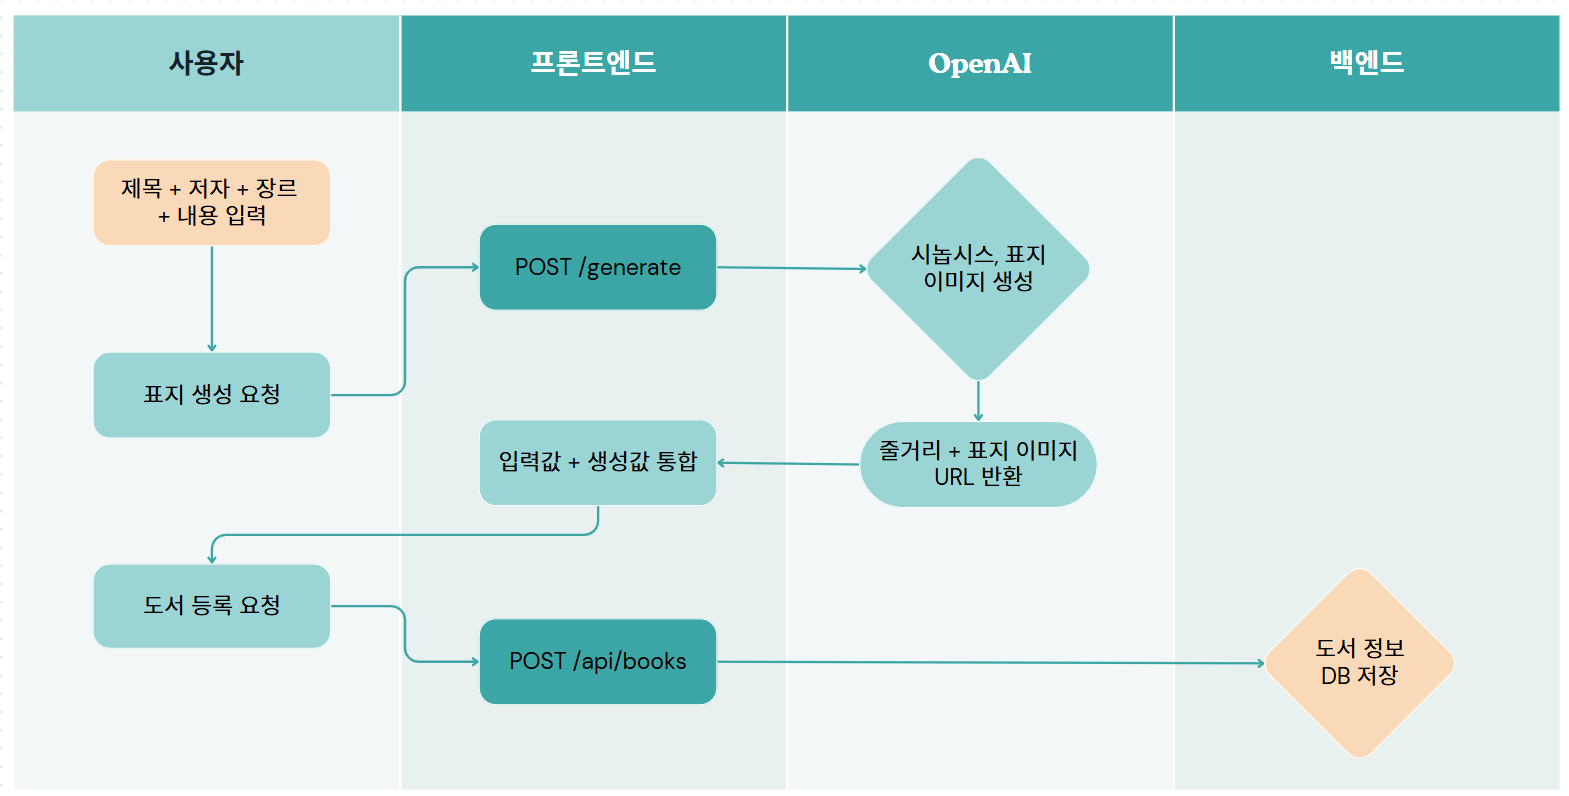 사용자
프론트엔드
OpenAI
백엔드
제목 + 저자 + 장르
+ 내용 입력
POST /generate
시놉시스, 표지
이미지 생성
표지 생성 요청
입력값 + 생성값 통합
줄거리 + 표지 이미지
URL 반환
도서 등록 요청
POST /api/books
도서 정보
DB 저장